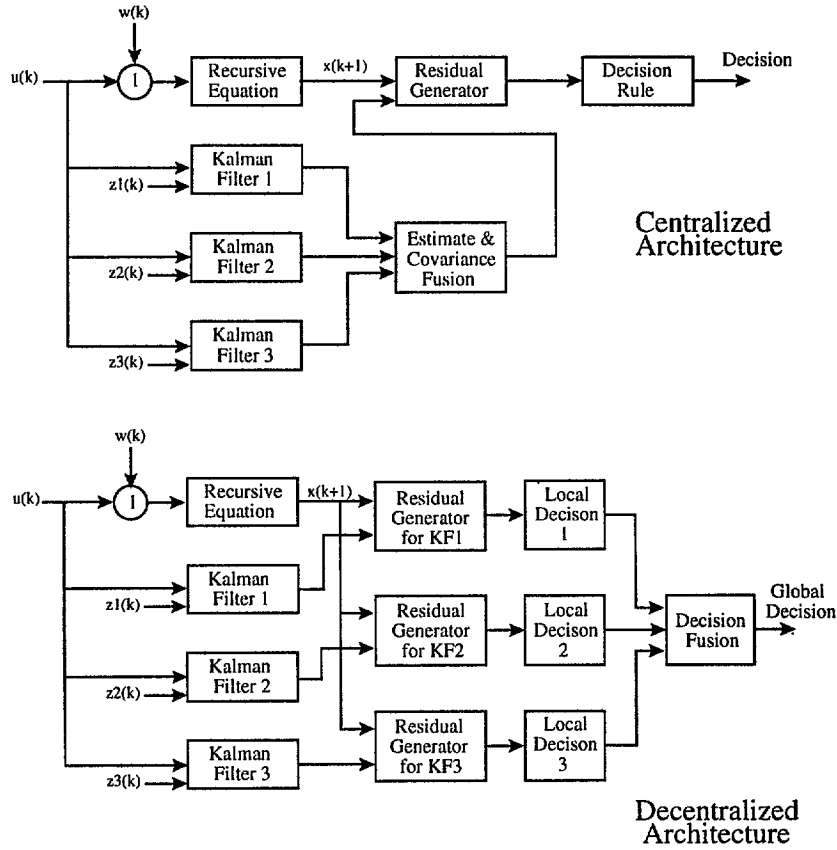 w(k)
u(k)
1
Recursive
Equation
x(k+1)
Residual
Generator
Decision
Rule
Decision
z1(k)
Kalman
Filter 1
z2(k)
Kalman
Filter 2
z3(k)
Kalman
Filter 3
Estimate &
Covariance
Fusion
Centralized
Architecture
w(k)
u(k)
1
Recursive
Equation
x(k+1)
Residual
Generator
for KF1
Local
Decison
1
z1(k)
Kalman
Filter 1
Residual
Generator
for KF2
Local
Decison
2
Decision
Fusion
Global
Decision
z2(k)
Kalman
Filter 2
z3(k)
Kalman
Filter 3
Residual
Generator
for KF3
Local
Decison
3
Decentralized
Architecture